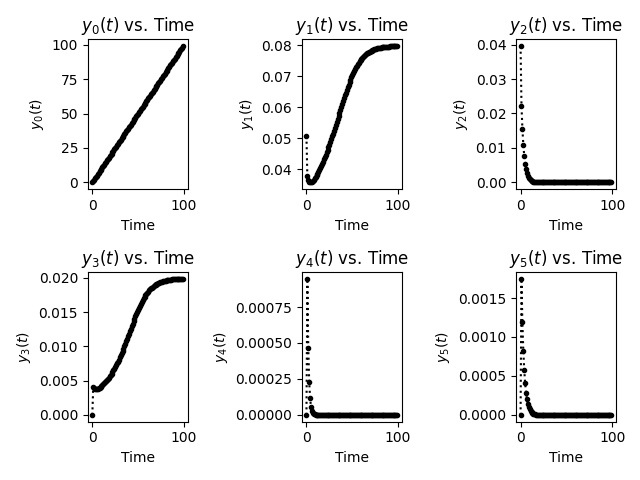 y₀(t) vs. Time
y₁(t) vs. Time
y₂(t) vs. Time
100
75
50
25
0
y₀(t)
0
100
Time
0.08
0.07
0.06
0.05
0.04
y₁(t)
0
100
Time
0.04
0.03
0.02
0.01
0.00
y₂(t)
0
100
Time
y₃(t) vs. Time
y₄(t) vs. Time
y₅(t) vs. Time
0.020
0.015
0.010
0.005
0.000
y₃(t)
0
100
Time
0.00075
0.00050
0.00025
0.00000
y₄(t)
0
100
Time
0.0015
0.0010
0.0005
0.0000
y₅(t)
0
100
Time